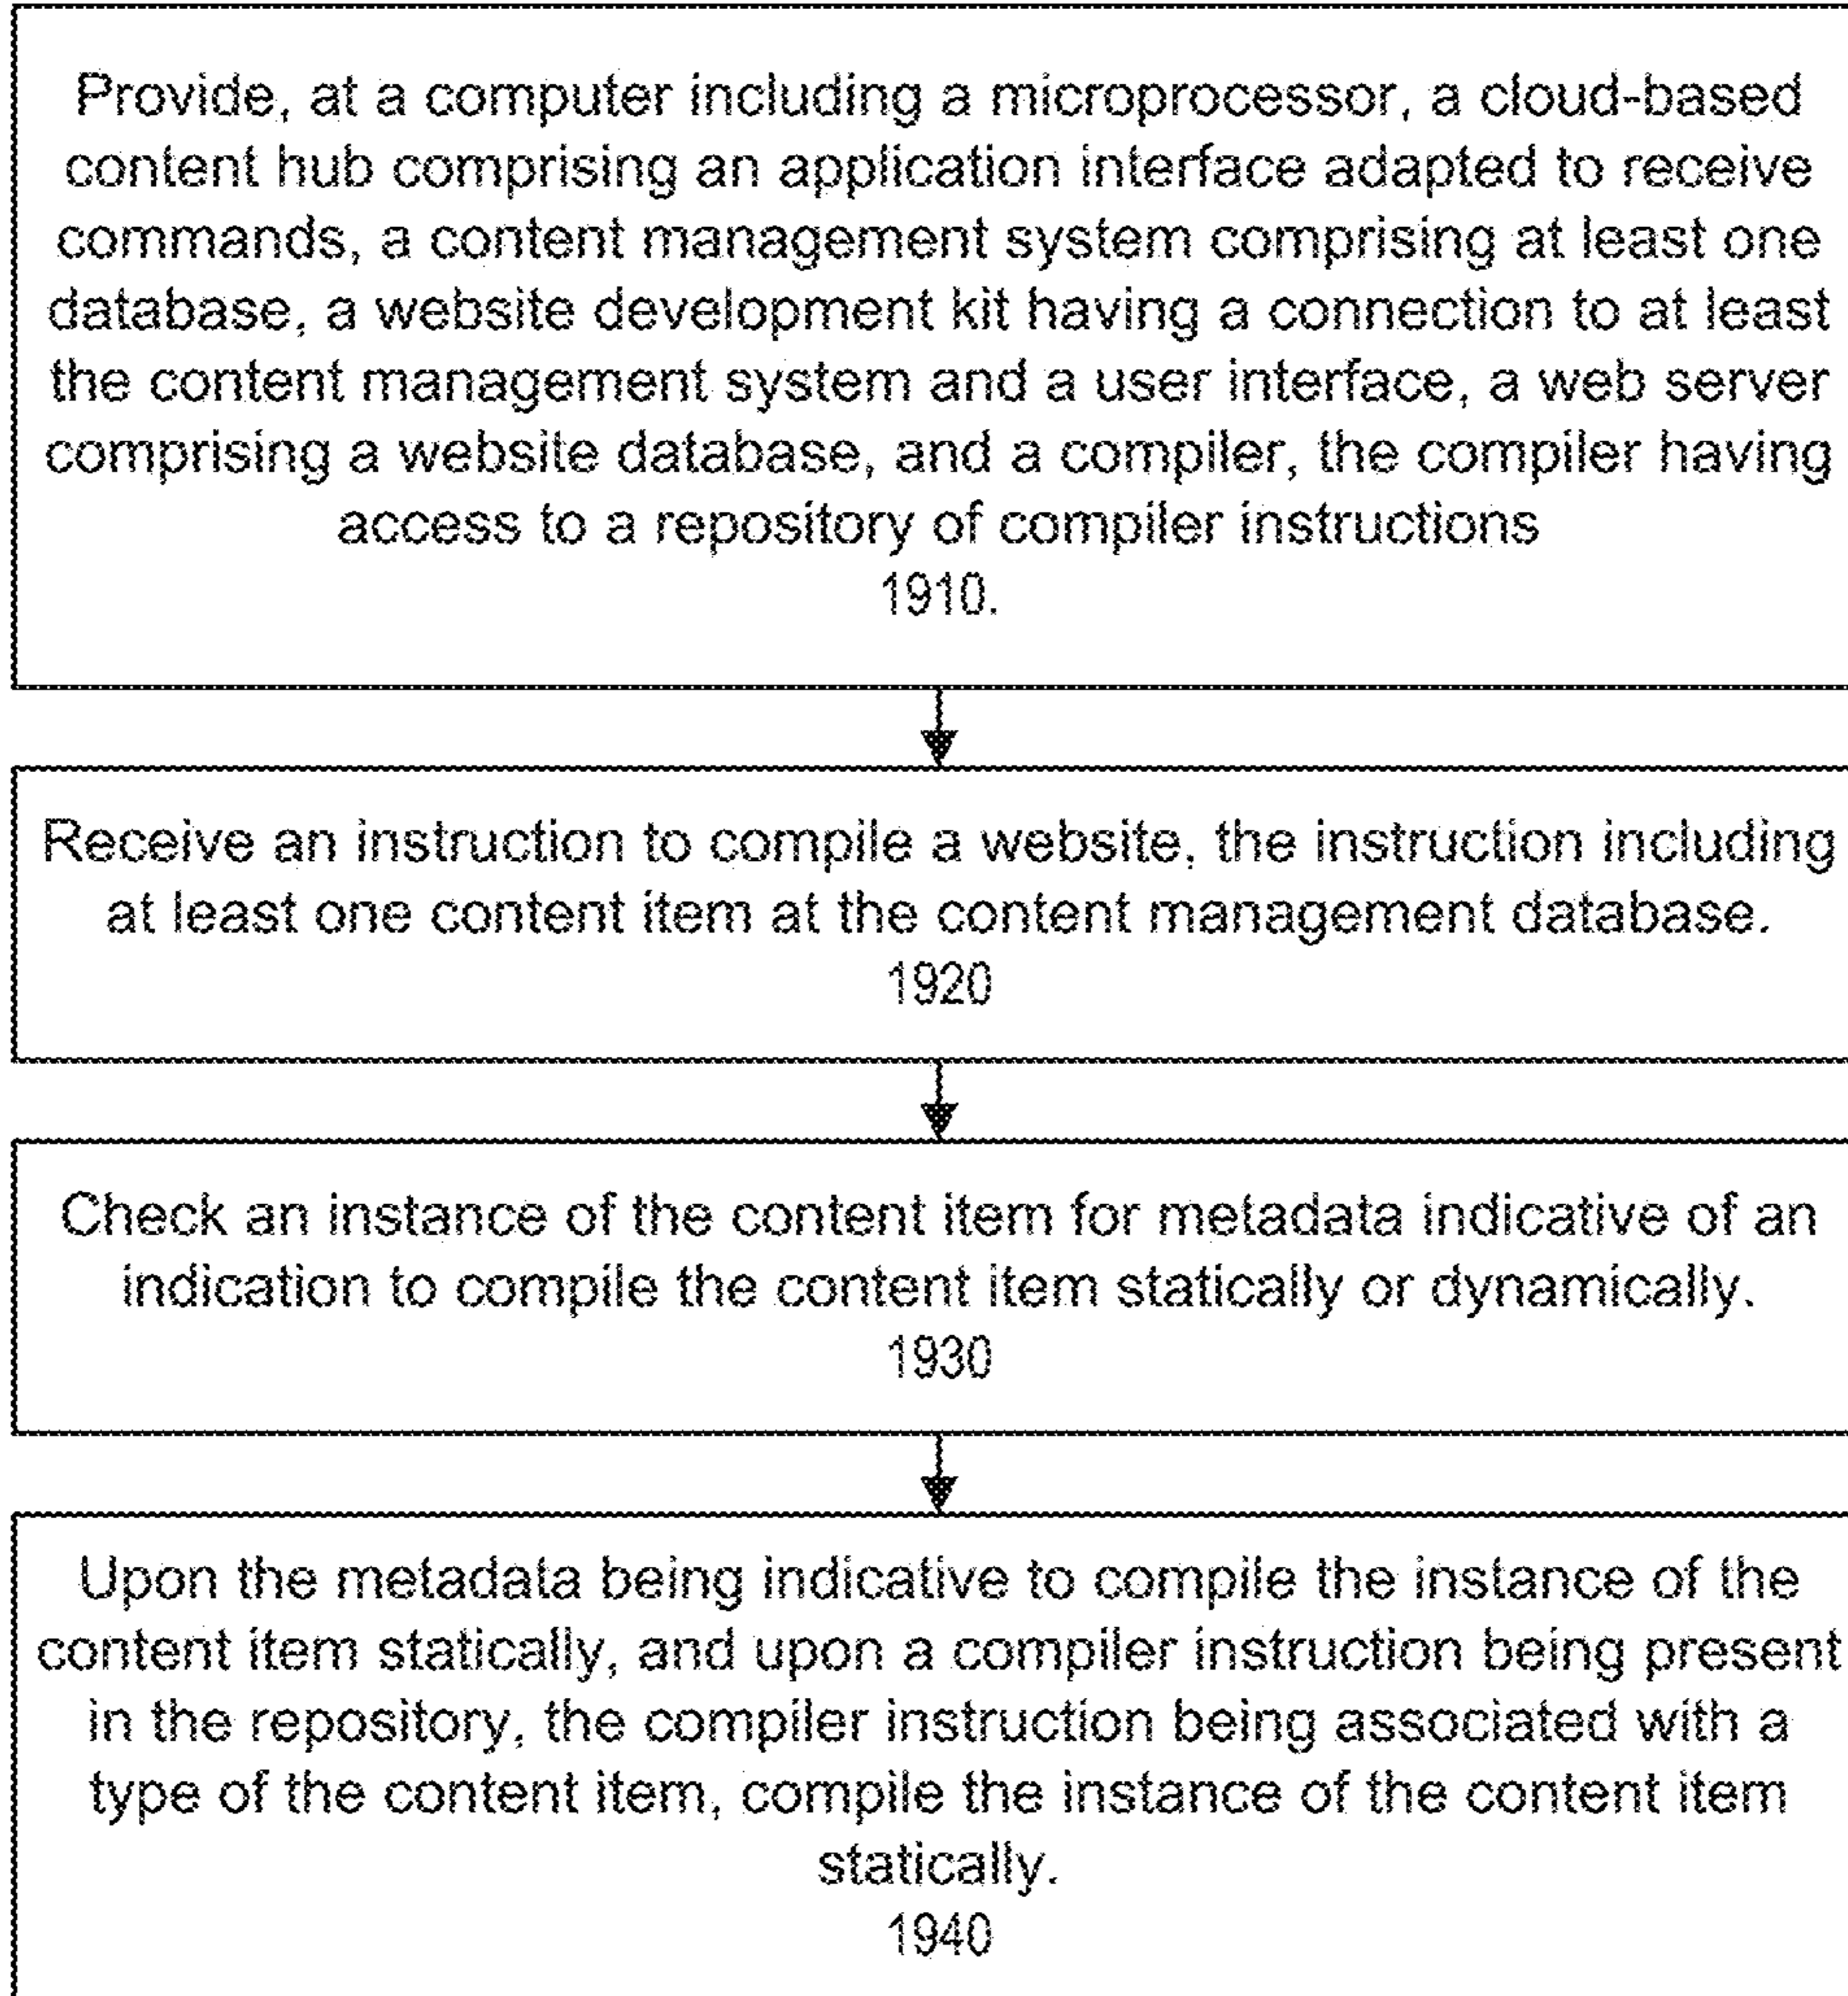 Provide, at a computer including a microprocessor, a cloud-based
content hub comprising an application interface adapted to receive
commands, a content management system comprising at least one
database, a website development kit having a connection to at least
the content management system and a user interface, a web server
comprising a website database, and a compiler, the compiler having
access to a repository of compiler instructions
1910.
Receive an instruction to compile a website, the instruction including
at least one content item at the content management database.
1920
Check an instance of the content item for metadata indicative of an
indication to compile the content item statically or dynamically.
1930
Upon the metadata being indicative to compile the instance of the
content item statically, and upon a compiler instruction being present
in the repository, the compiler instruction being associated with a
type of the content item, compile the instance of the content item
statically.
1940